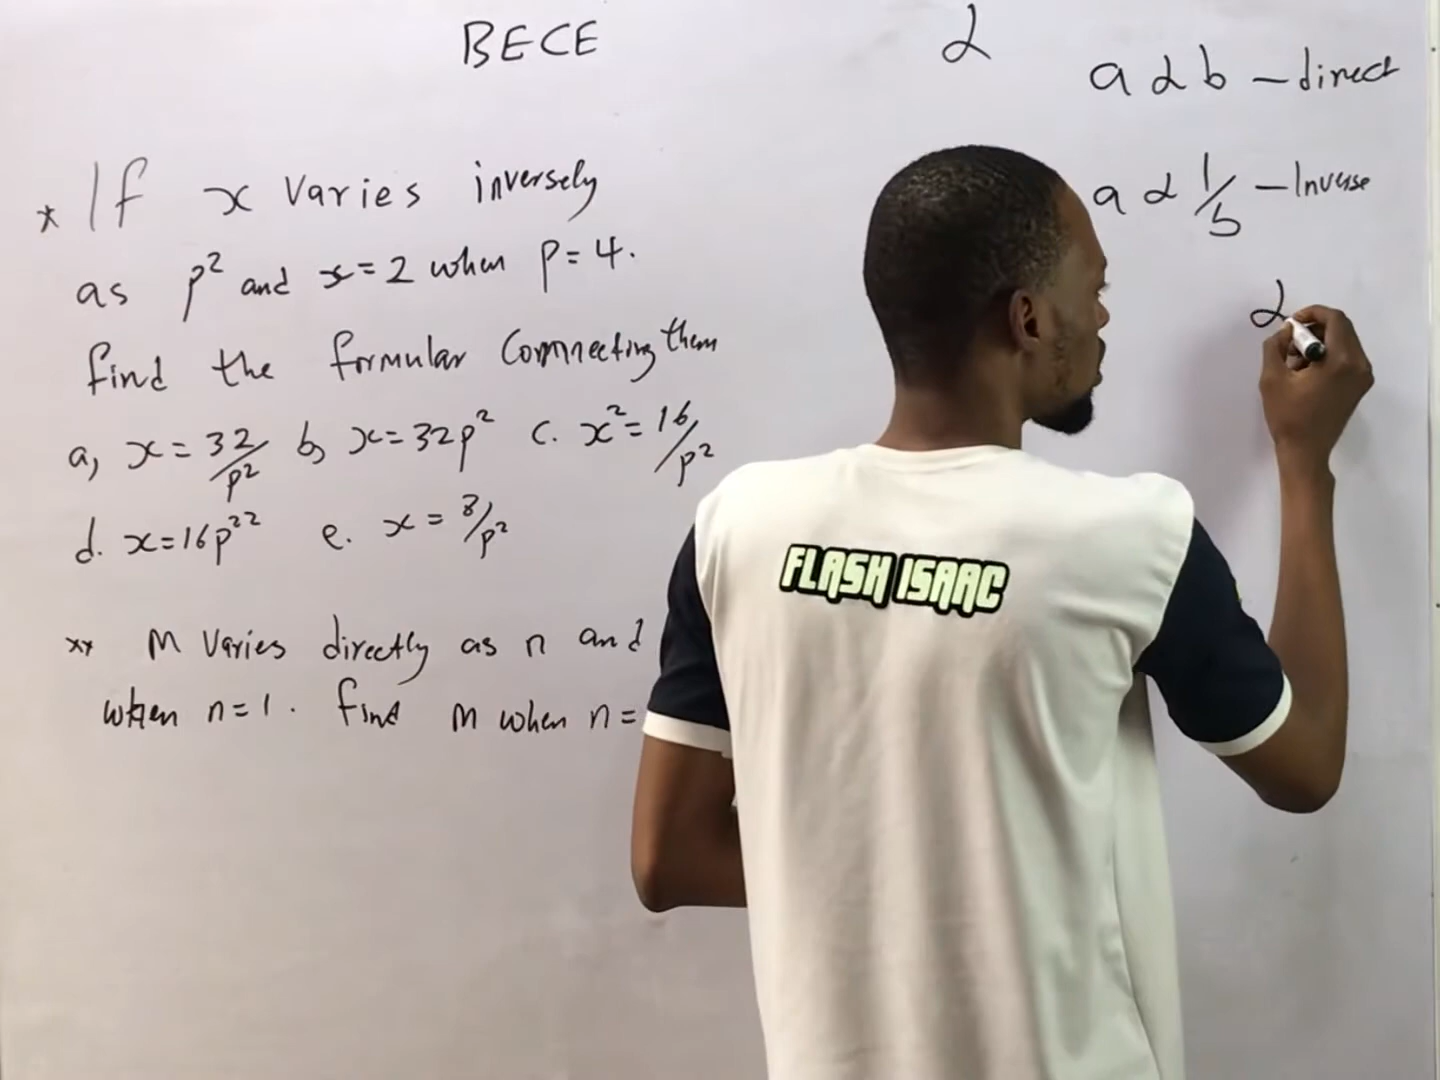 BECE
* If x varies inversely
as p² and x = 2 when p = 4.
find the formular connecting them
a, x = 32/p² b, x = 32p² c. x² = 16/p²
d. x = 16p²² e. x = 8/p²
** M varies directly as n and
when n = 1. find m when n =
α
a α b – direct
a α 1/b – Inverse
α
FLASH ISAAC